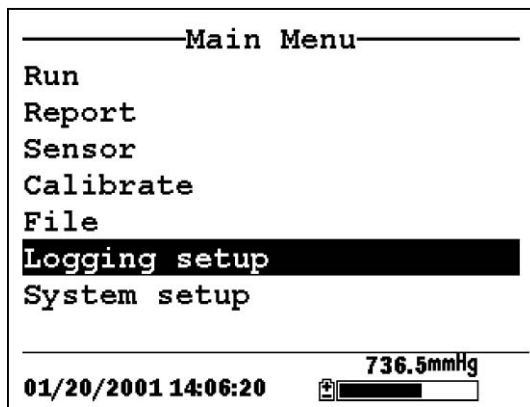 Main Menu
Run
Report
Sensor
Calibrate
File
Logging setup
System setup
736.5mmHg
01/20/2001 14:06:20